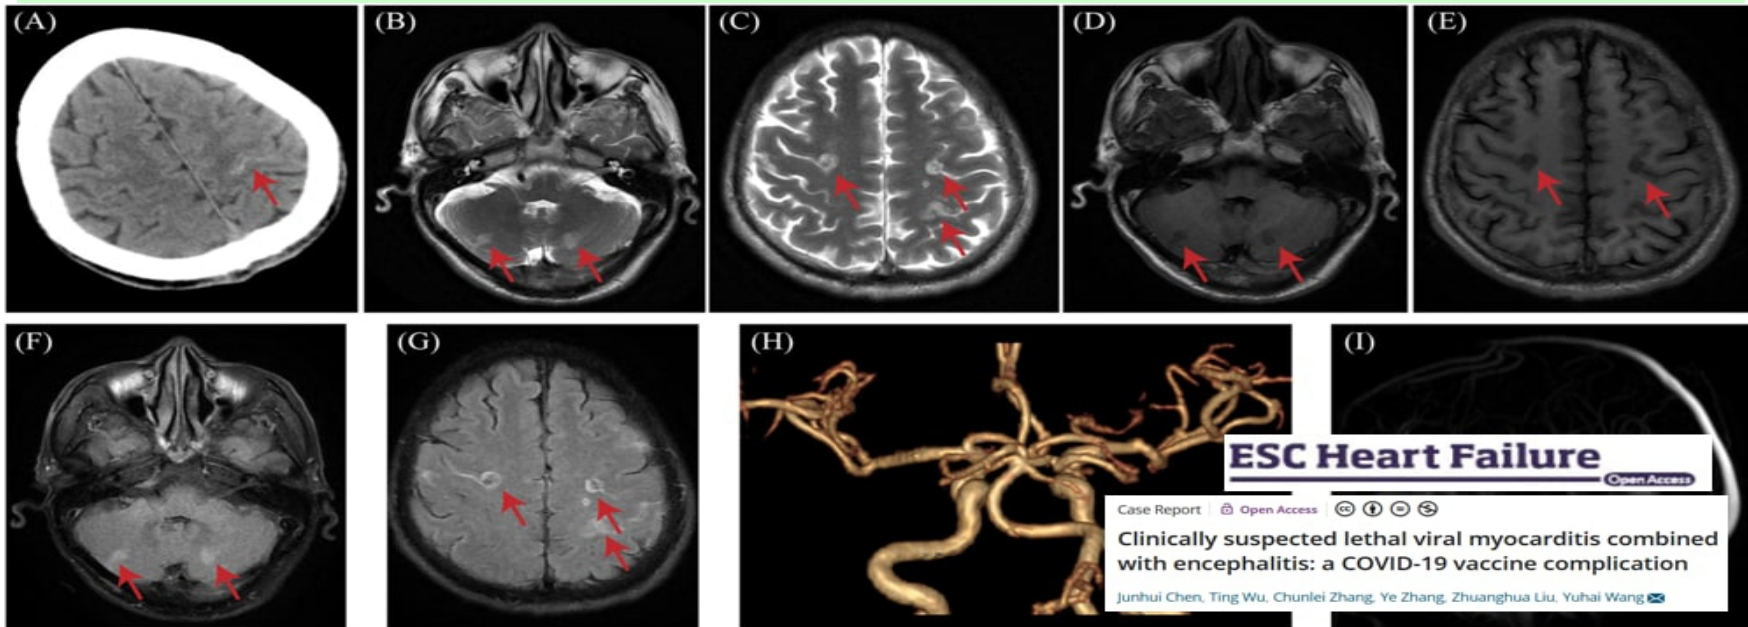 (A)
(B)
(C)
(D)
(E)
(F)
(G)
(H)
(I)
ESC Heart Failure
Open Access
Case Report Open Access
Clinically suspected lethal viral myocarditis combined
with encephalitis: a COVID-19 vaccine complication
Junhui Chen, Ting Wu, Chunlei Zhang, Ye Zhang, Zhuanghua Liu, Yuhai Wang